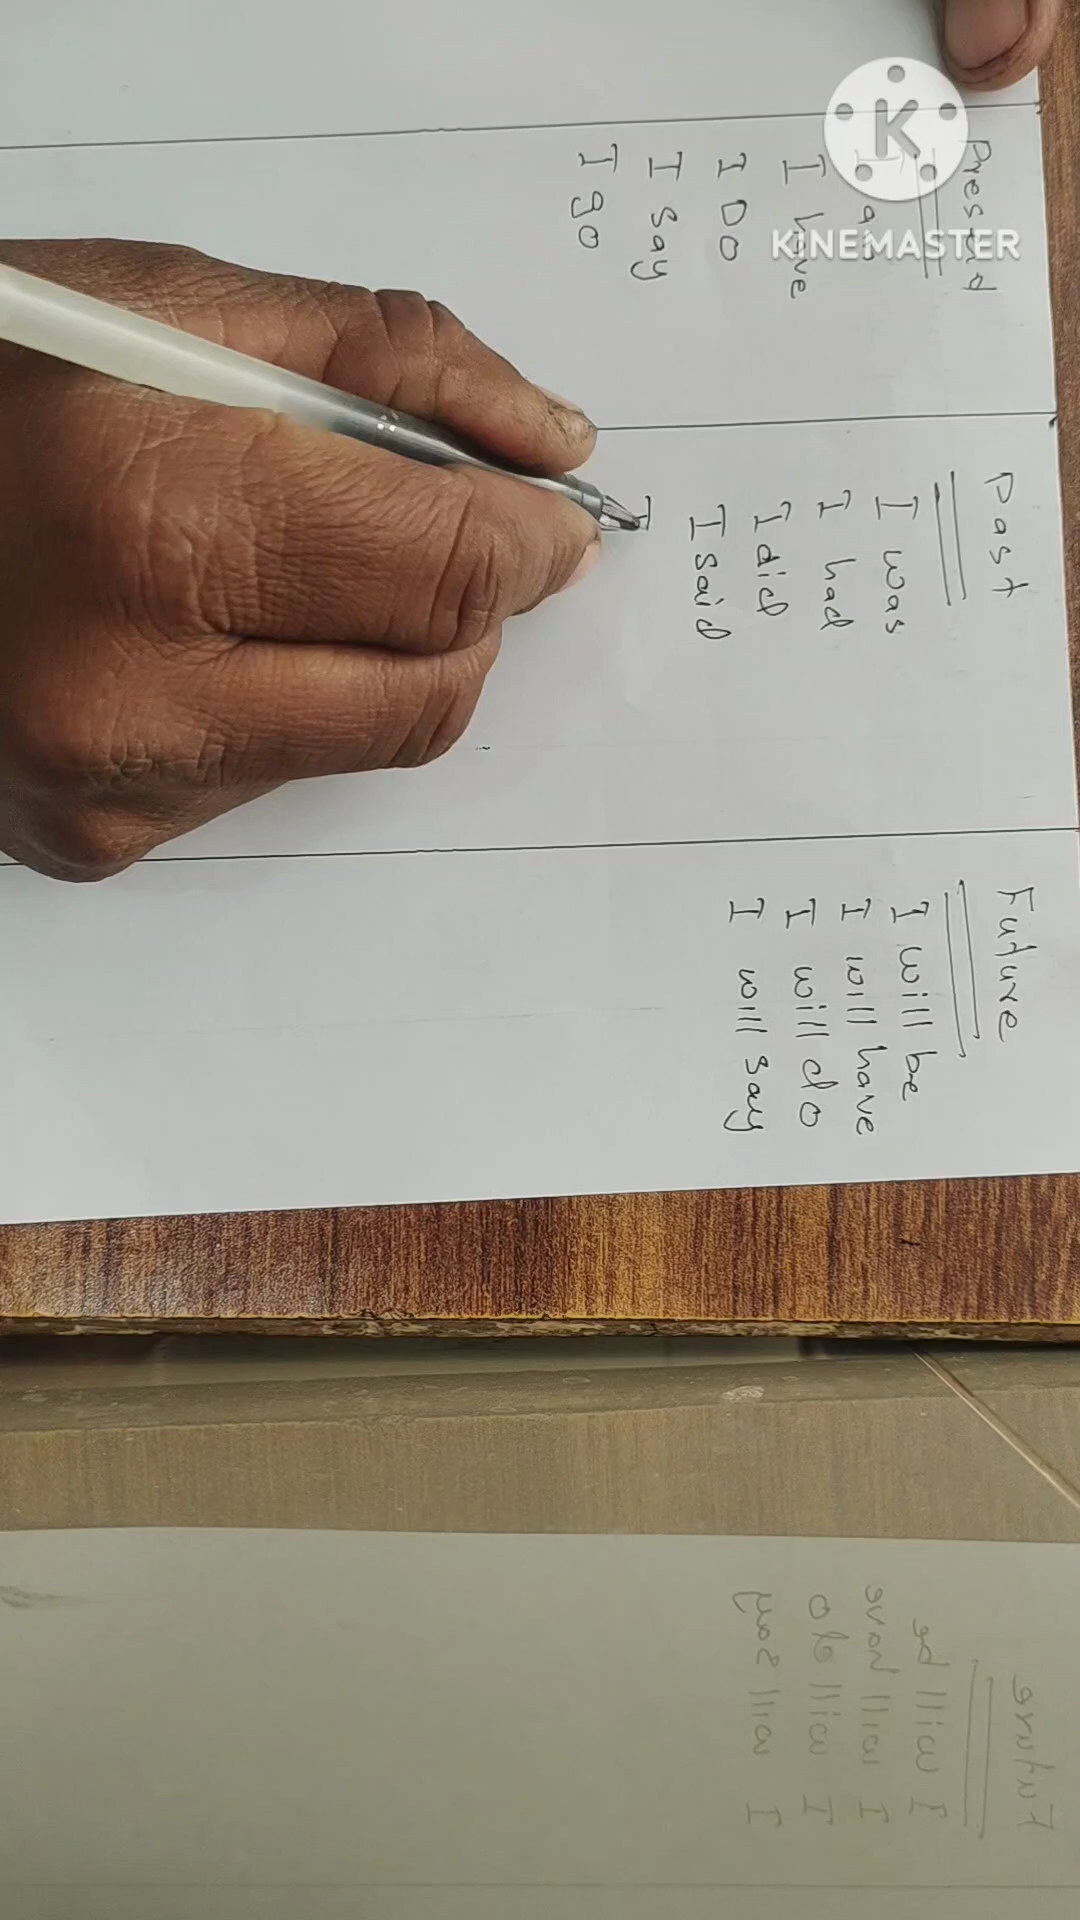 Present
I am
I have
I DO
I say
I go
Past
I was
I had
I did
I said
I
Future
I will be
I will have
I will do
I will say
KINEMASTER